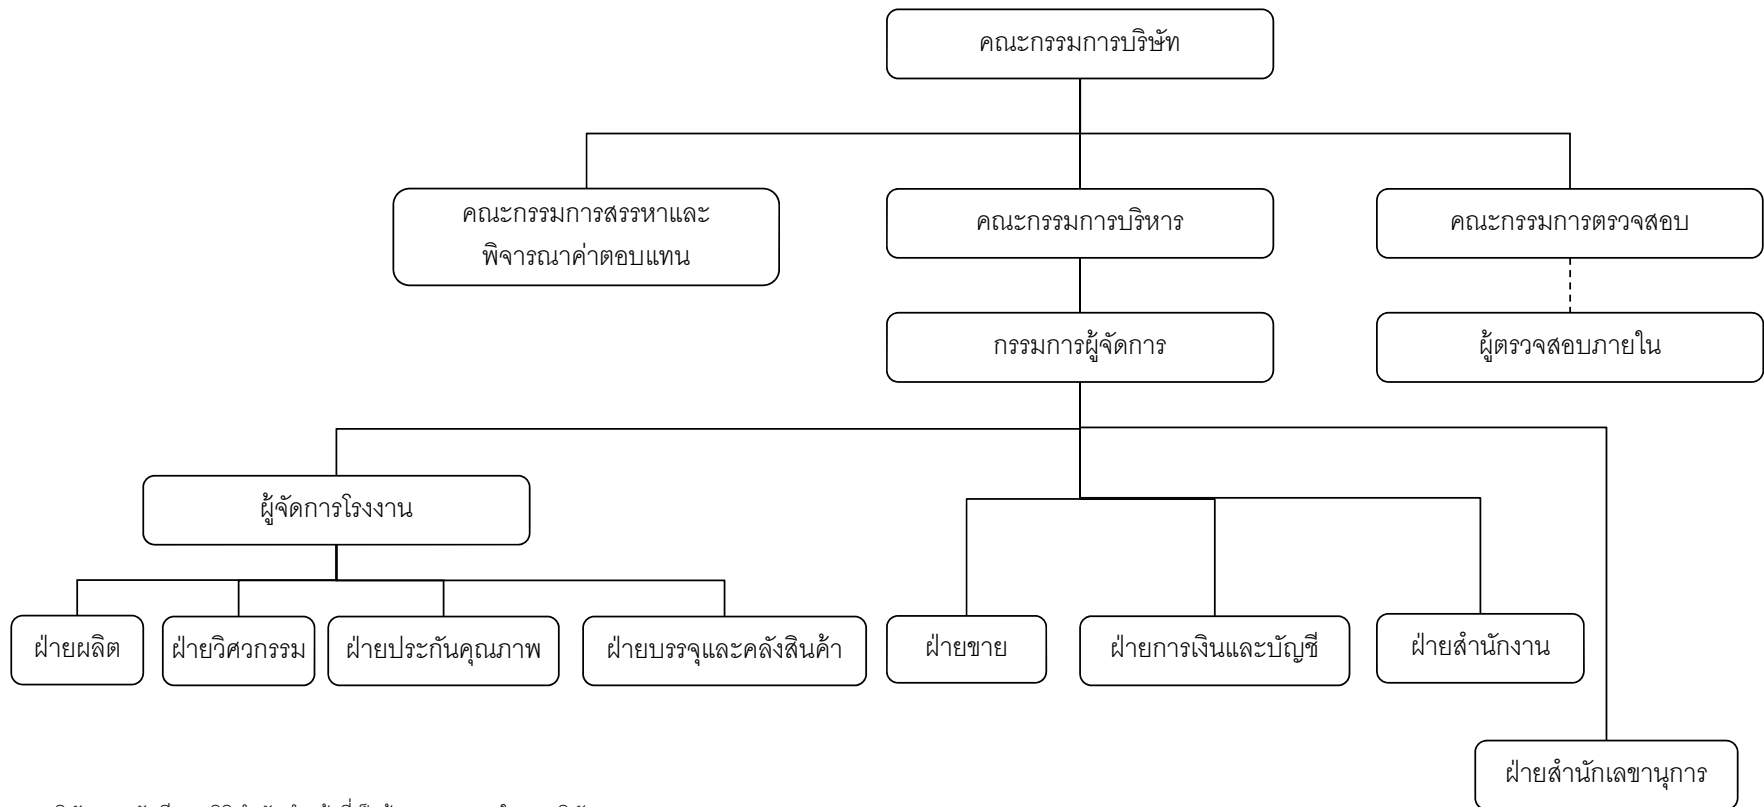 คณะกรรมการบริษัท
คณะกรรมการสรรหาและ
พิจารณาค่าตอบแทน
คณะกรรมการบริหาร
คณะกรรมการตรวจสอบ
กรรมการผู้จัดการ
ผู้ตรวจสอบภายใน
ผู้จัดการโรงงาน
ฝ่ายผลิต
ฝ่ายวิศวกรรม
ฝ่ายประกันคุณภาพ
ฝ่ายบรรจุและคลังสินค้า
ฝ่ายขาย
ฝ่ายการเงินและบัญชี
ฝ่ายสำนักงาน
ฝ่ายสำนักเลขานุการ